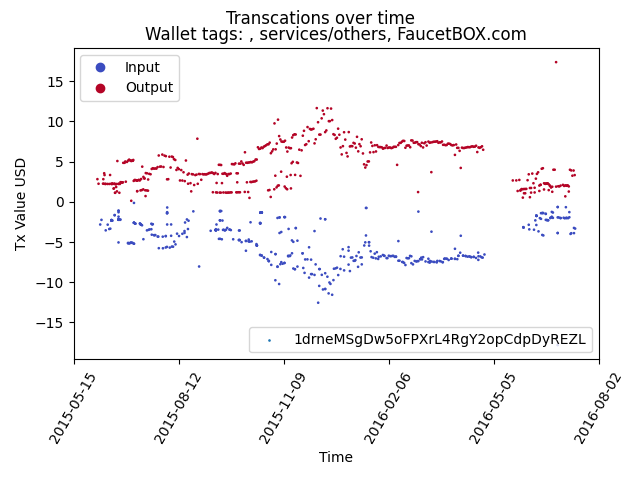 Transcations over time
Wallet tags: , services/others, FaucetBOX.com
Input
Output
Tx Value USD
15
10
5
0
−5
−10
−15
1drneMSgDw5oFPXrL4RgY2opCdpDyREZL
2015-05-15
2015-08-12
2015-11-09
2016-02-06
2016-05-05
2016-08-02
Time